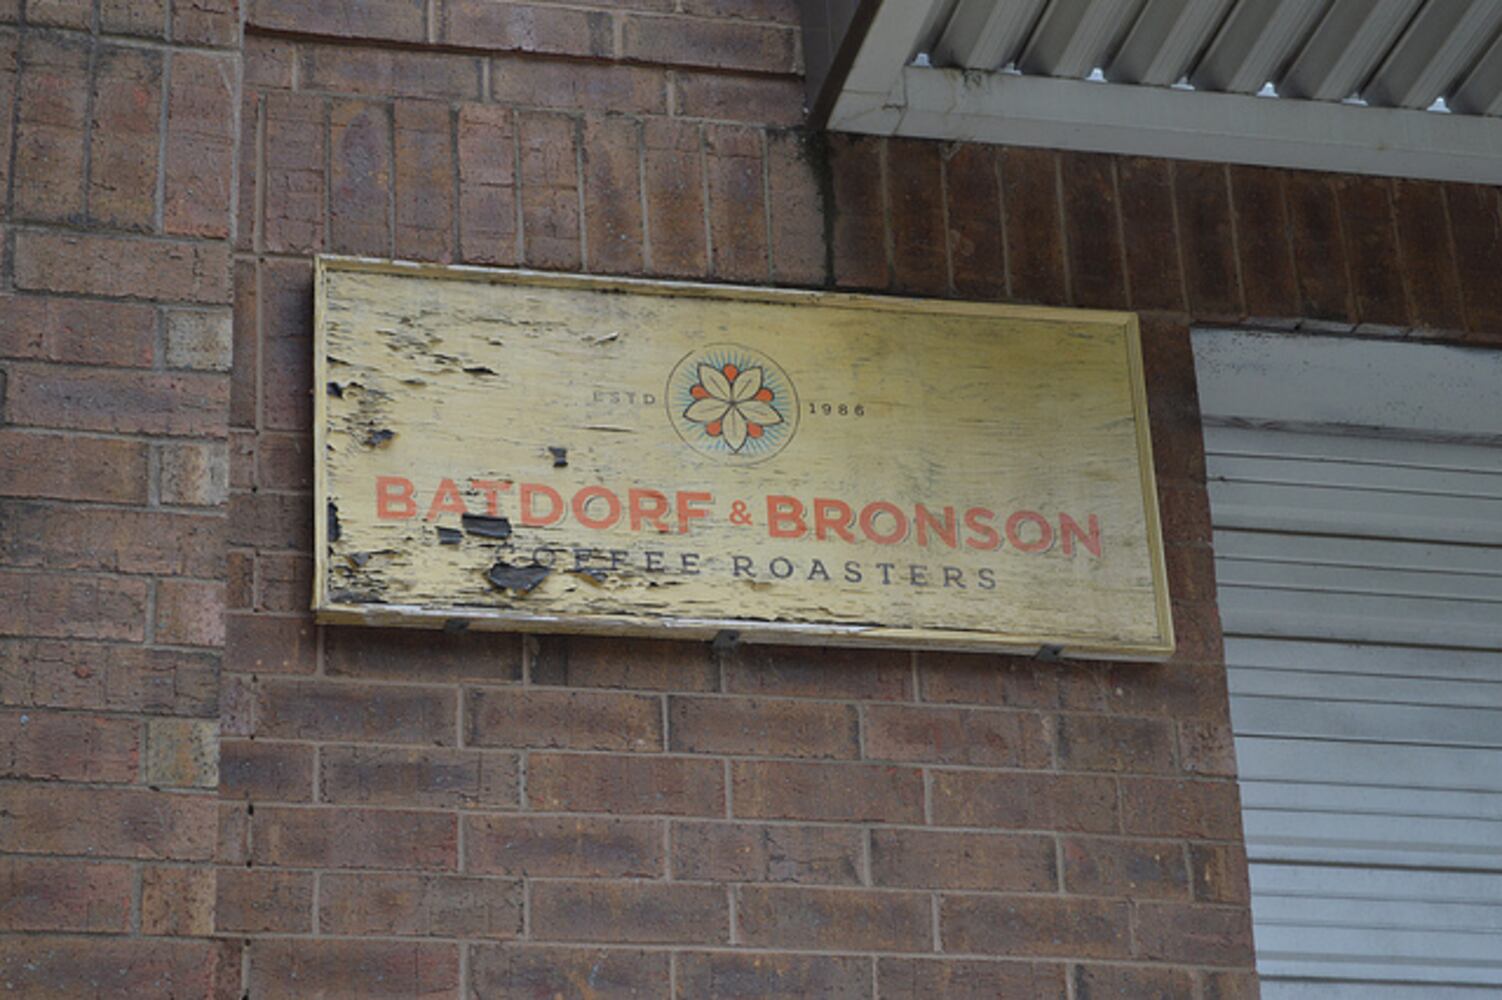 ESTD 1986
BATDORF & BRONSON
COFFEE ROASTERS